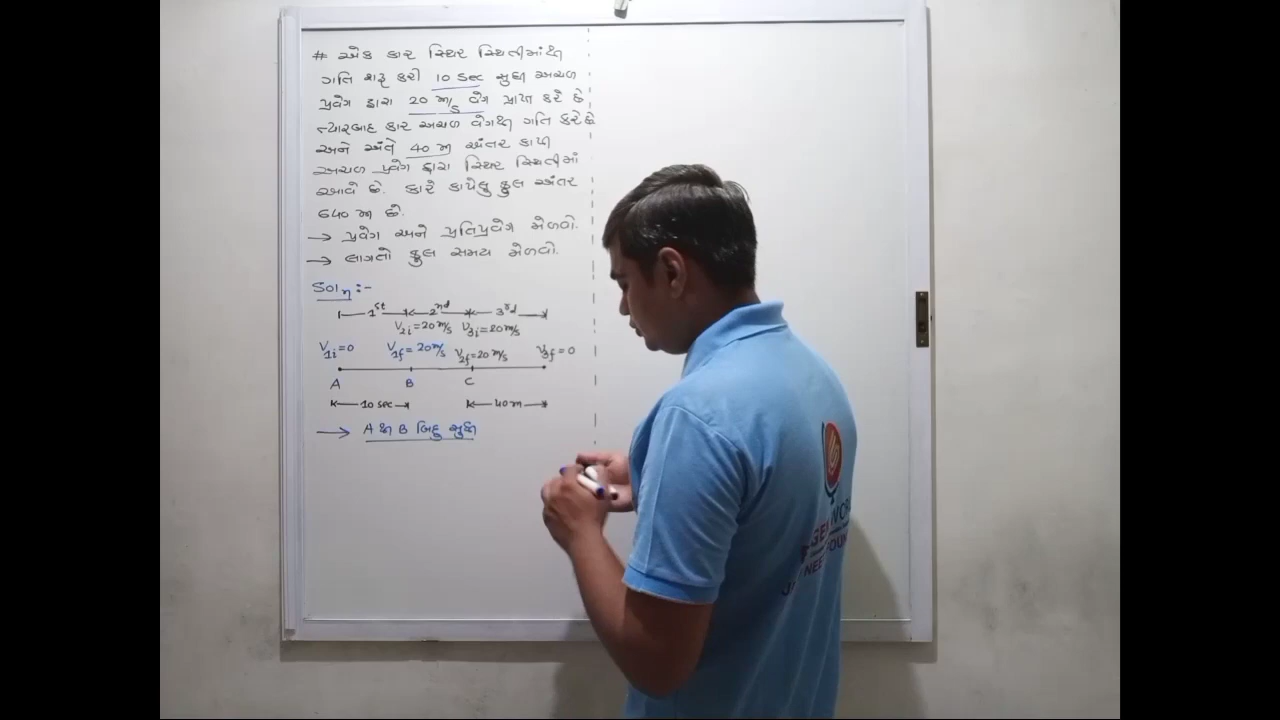 # એક કાર સ્થિર સ્થિતીમાંથી
ગતિ શરૂ કરી 10 Sec સુધી અચળ
પ્રવેગ દ્વારા 20 m/s વેગ પ્રાપ્ત કરે છે
ત્યારબાદ કાર અચળ વેગથી ગતિ કરે છે
અને અંતે 40 m અંતર કાપી
અચળ પ્રવેગ દ્વારા સ્થિર સ્થિતીમાં
આવે છે. કારે કાપેલુ કુલ અંતર
640 m છે.
→ પ્રવેગ અને પ્રતિપ્રવેગ મેળવો.
→ લાગતો કુલ સમય મેળવો.
Solη :-
1st 2nd 3rd
V2i = 20 m/s V3i = 20 m/s
V1i = 0 V1f = 20 m/s V2f = 20 m/s V3f = 0
A B C
10 sec 40 m
→ A થી B બિંદુ સુધી